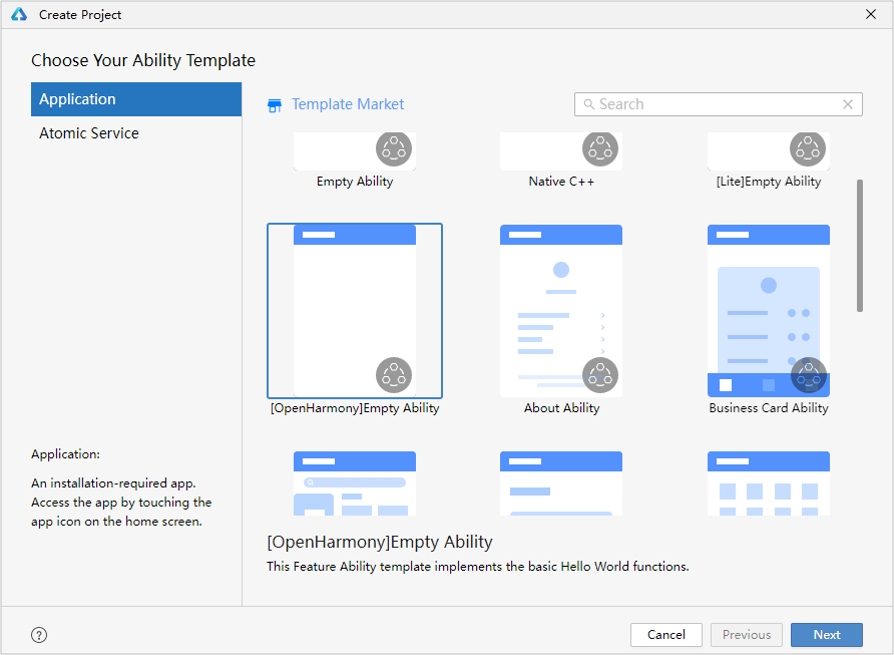 Create Project
Choose Your Ability Template
Application
Atomic Service
Template Market
Search
Empty Ability
Native C++
[Lite]Empty Ability
[OpenHarmony]Empty Ability
About Ability
Business Card Ability
Application:
An installation-required app.
Access the app by touching the
app icon on the home screen.
[OpenHarmony]Empty Ability
This Feature Ability template implements the basic Hello World functions.
?
Cancel
Previous
Next